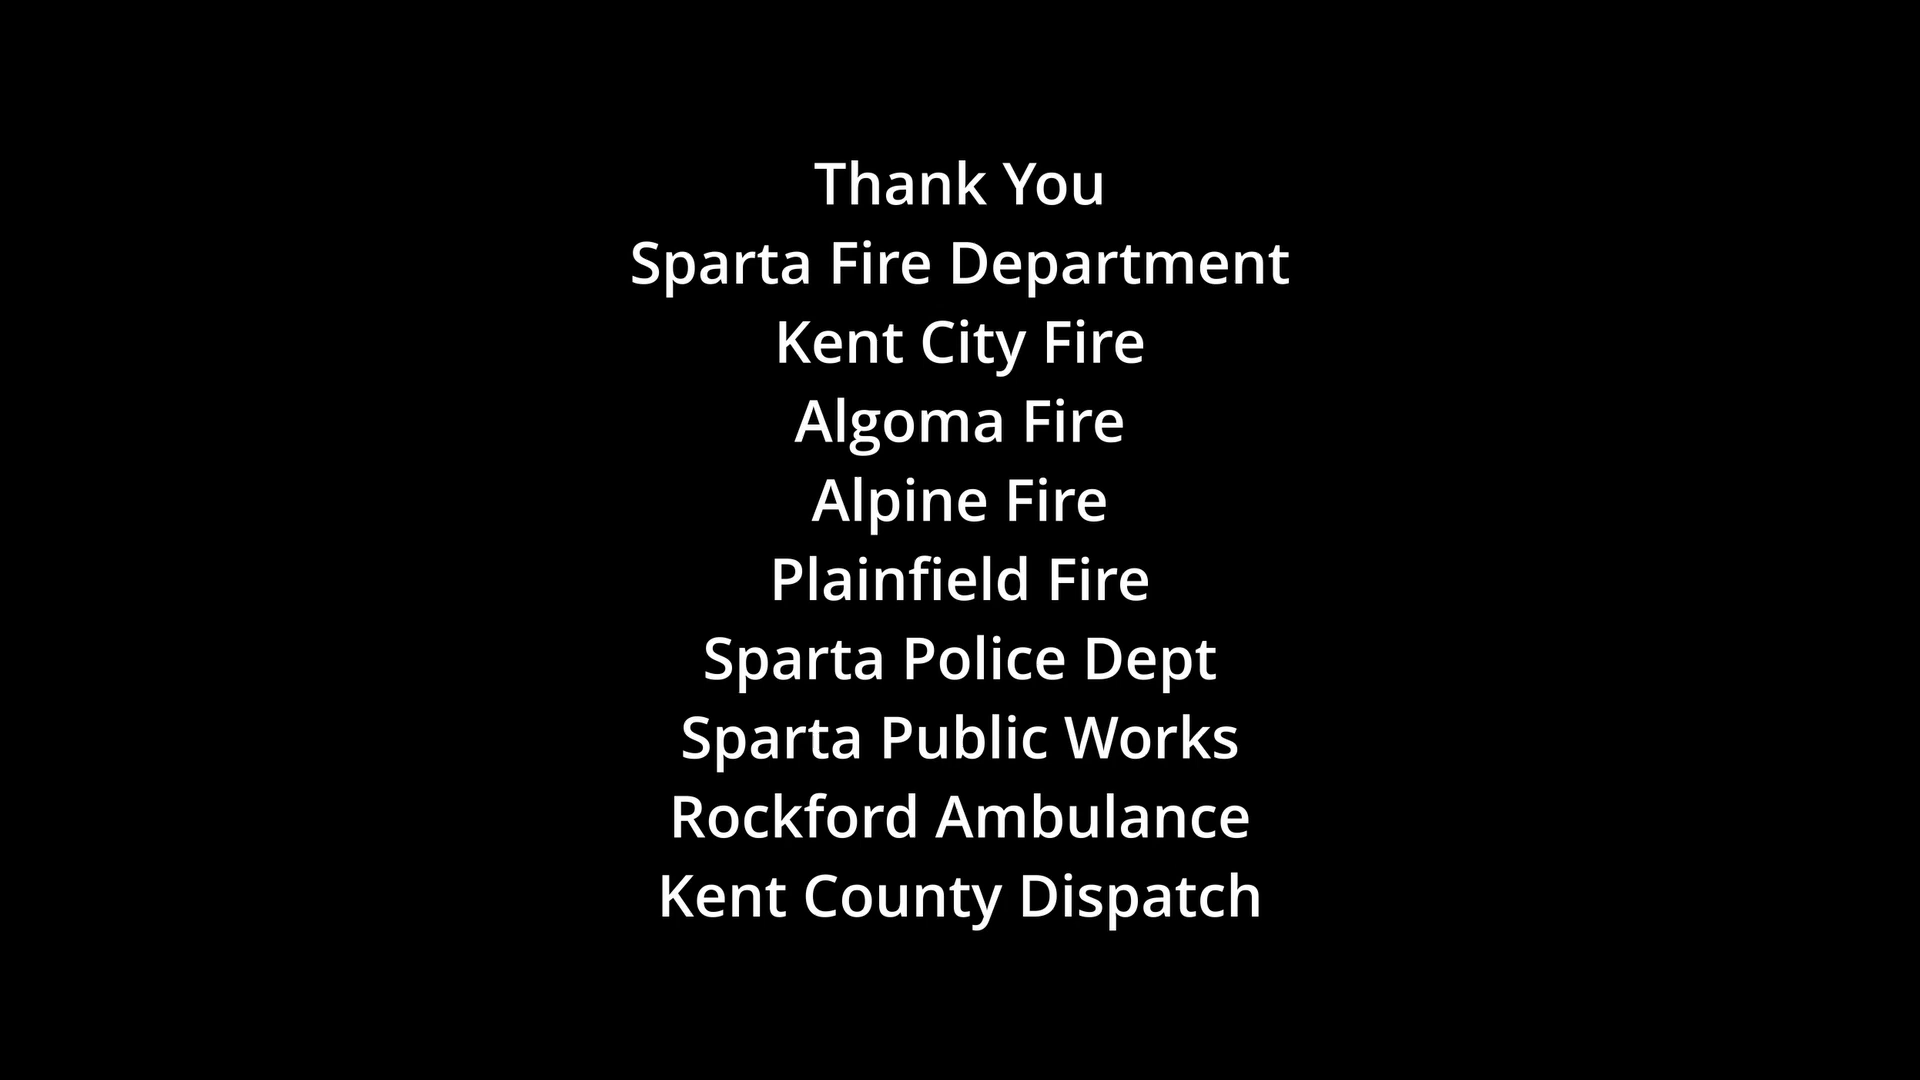 Thank You
Sparta Fire Department
Kent City Fire
Algoma Fire
Alpine Fire
Plainfield Fire
Sparta Police Dept
Sparta Public Works
Rockford Ambulance
Kent County Dispatch